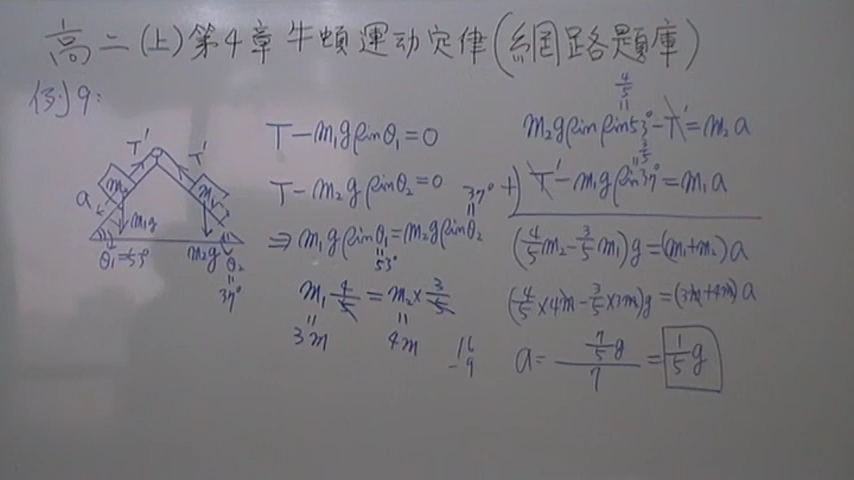 高二(上)第4章 牛頓運动定律(網路題庫)
例9:
T'
T'
m₂
m₁
a
m₁g
m₂g
θ₁=53°
θ₂
=
37°
T－m₁g sinθ₁=0
T－m₂g sinθ₂=0
37°
⇒ m₁g sinθ₁=m₂g sinθ₂
53°
m₁ 4/5 = m₂× 3/5
3m
4m
16
-9
4/5
m₂g sin sin53°－T'=m₂a
3/5
+) T'－m₁g sin37°=m₁a
(4/5 m₂－3/5 m₁)g=(m₁+m₂)a
(4/5×4m－3/5×3m)g=(3m+4m)a
a= 7/5 g / 7 = 1/5 g